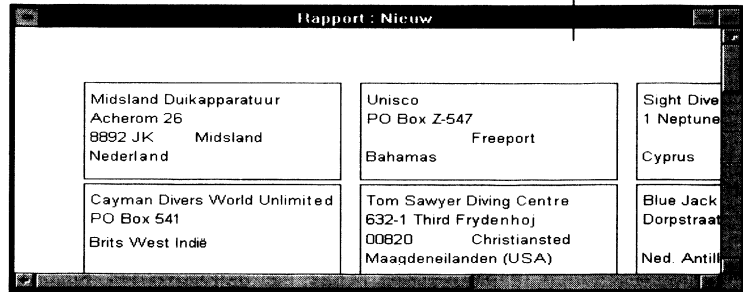 Rapport : Nieuw
Midsland Duikapparatuur
Acherom 26
8892 JK Midsland
Nederland
Unisco
PO Box Z-547
Freeport
Bahamas
Sight Dive
1 Neptune
Cyprus
Cayman Divers World Unlimited
PO Box 541
Brits West Indië
Tom Sawyer Diving Centre
632-1 Third Frydenhoj
00820 Christiansted
Maagdeneilanden (USA)
Blue Jack
Dorpstraat
Ned. Antill